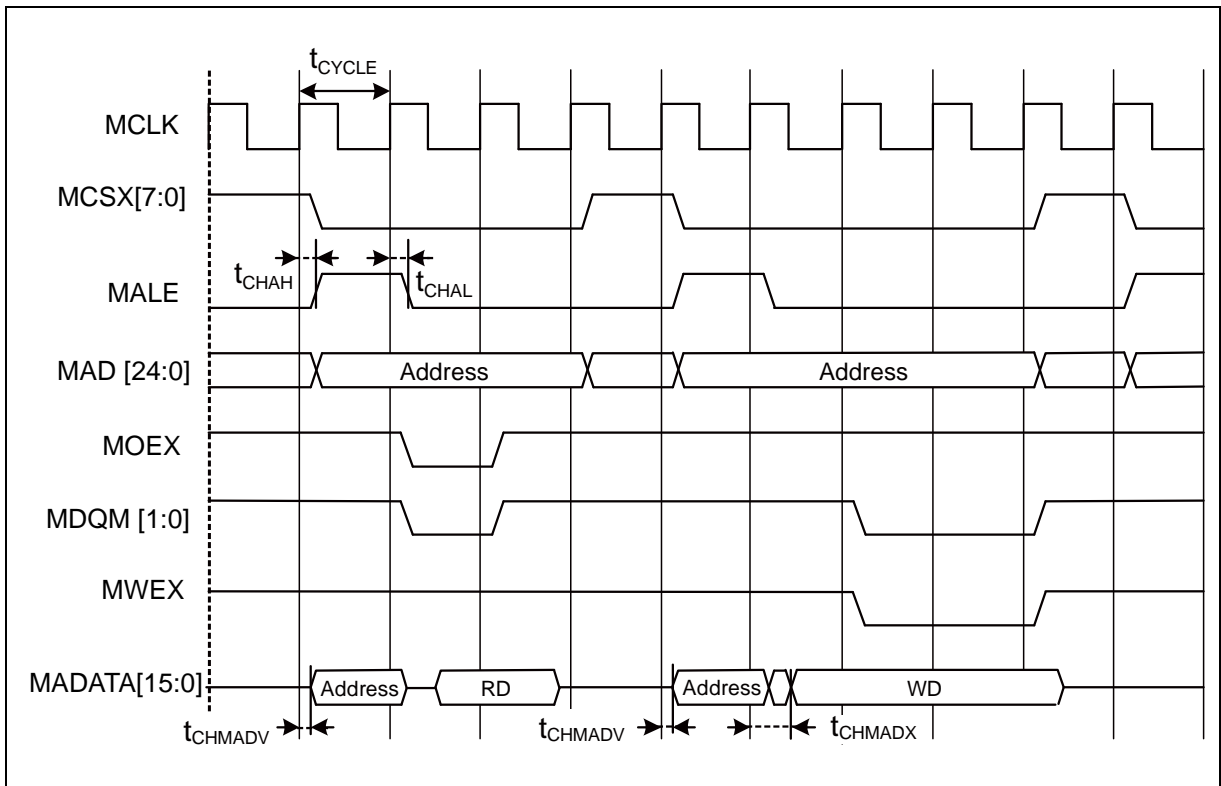 tCYCLE
MCLK
MCSX[7:0]
tCHAH
tCHAL
MALE
MAD [24:0]
Address
Address
MOEX
MDQM [1:0]
MWEX
MADATA[15:0]
Address
RD
Address
WD
tCHMADV
tCHMADV
tCHMADX